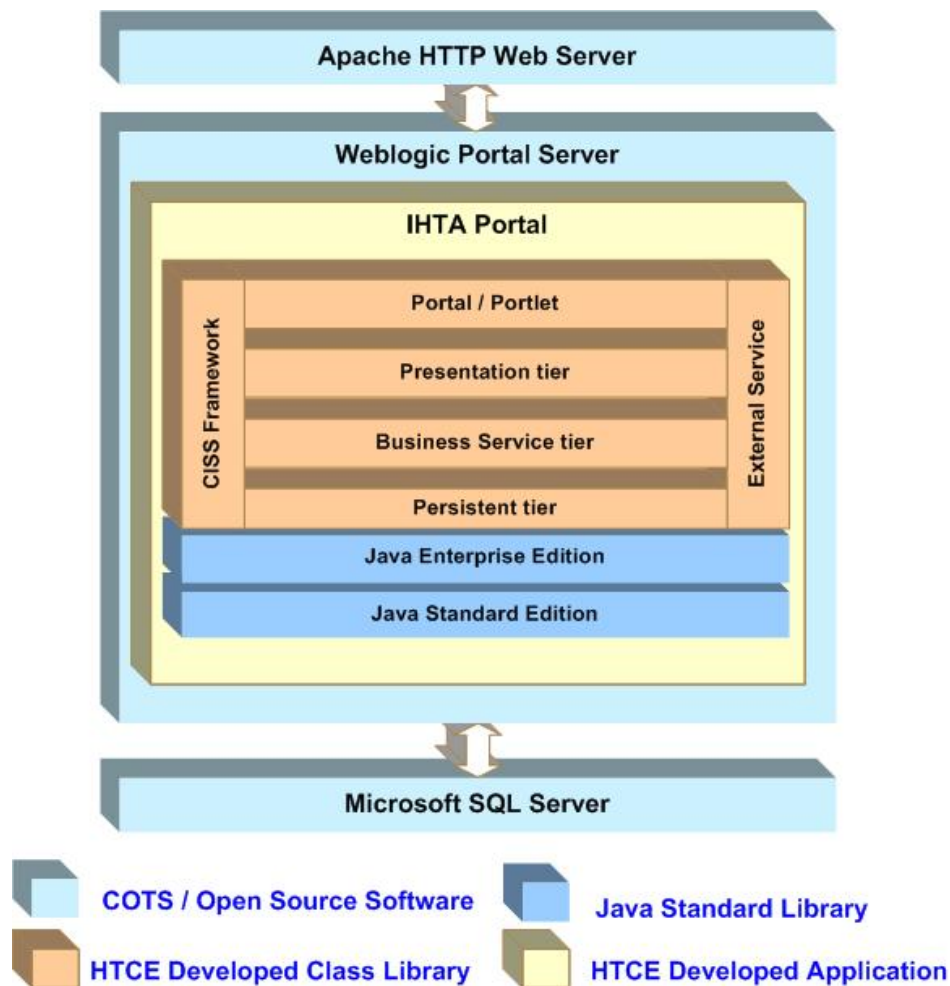 Apache HTTP Web Server
Weblogic Portal Server
IHTA Portal
CISS Framework
Portal / Portlet
Presentation tier
Business Service tier
Persistent tier
External Service
Java Enterprise Edition
Java Standard Edition
Microsoft SQL Server
COTS / Open Source Software
Java Standard Library
HTCE Developed Class Library
HTCE Developed Application